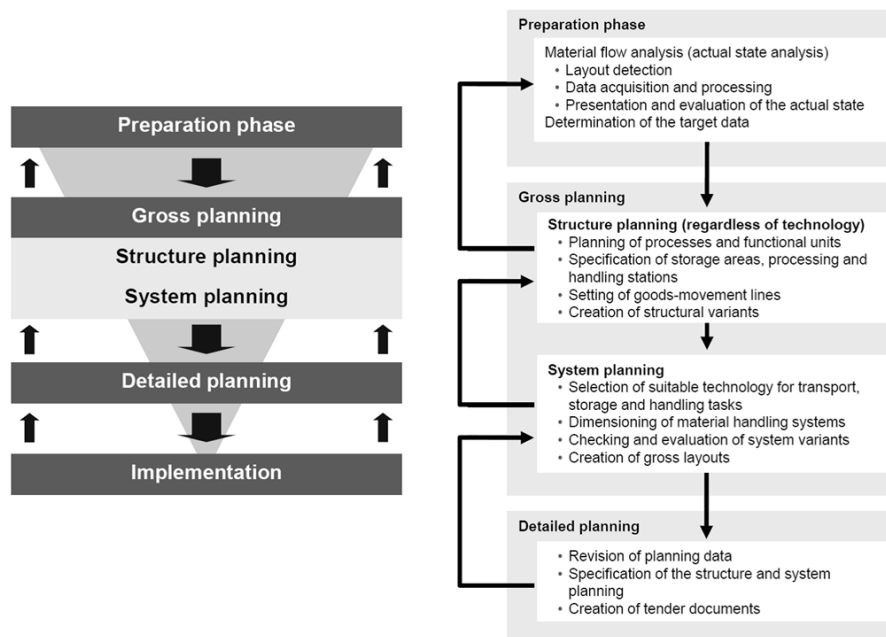 Preparation phase
Gross planning
Structure planning
System planning
Detailed planning
Implementation
Preparation phase
Material flow analysis (actual state analysis)
• Layout detection
• Data acquisition and processing
• Presentation and evaluation of the actual state
Determination of the target data
Gross planning
Structure planning (regardless of technology)
• Planning of processes and functional units
• Specification of storage areas, processing and
handling stations
• Setting of goods-movement lines
• Creation of structural variants
System planning
• Selection of suitable technology for transport,
storage and handling tasks
• Dimensioning of material handling systems
• Checking and evaluation of system variants
• Creation of gross layouts
Detailed planning
• Revision of planning data
• Specification of the structure and system
planning
• Creation of tender documents